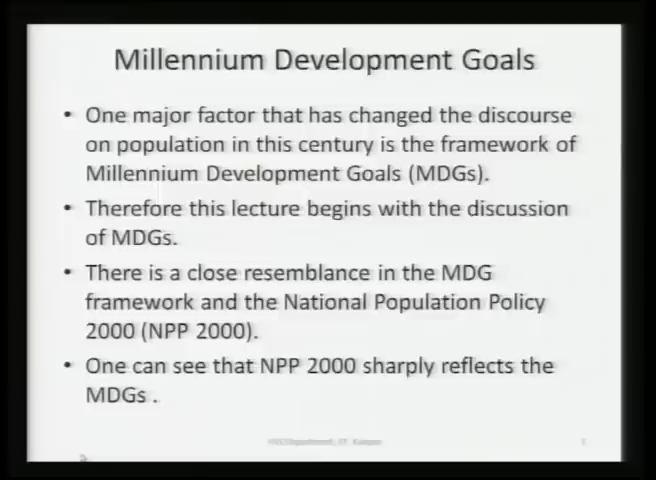 Millennium Development Goals
• One major factor that has changed the discourse
on population in this century is the framework of
Millennium Development Goals (MDGs).
• Therefore this lecture begins with the discussion
of MDGs.
• There is a close resemblance in the MDG
framework and the National Population Policy
2000 (NPP 2000).
• One can see that NPP 2000 sharply reflects the
MDGs .